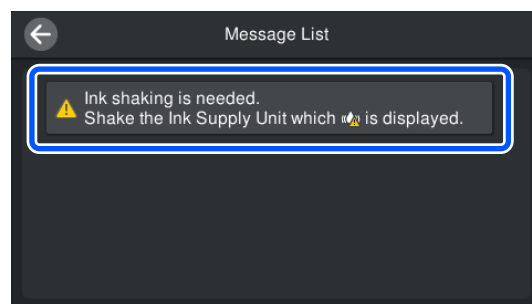 Message List
Ink shaking is needed.
Shake the Ink Supply Unit which is displayed.